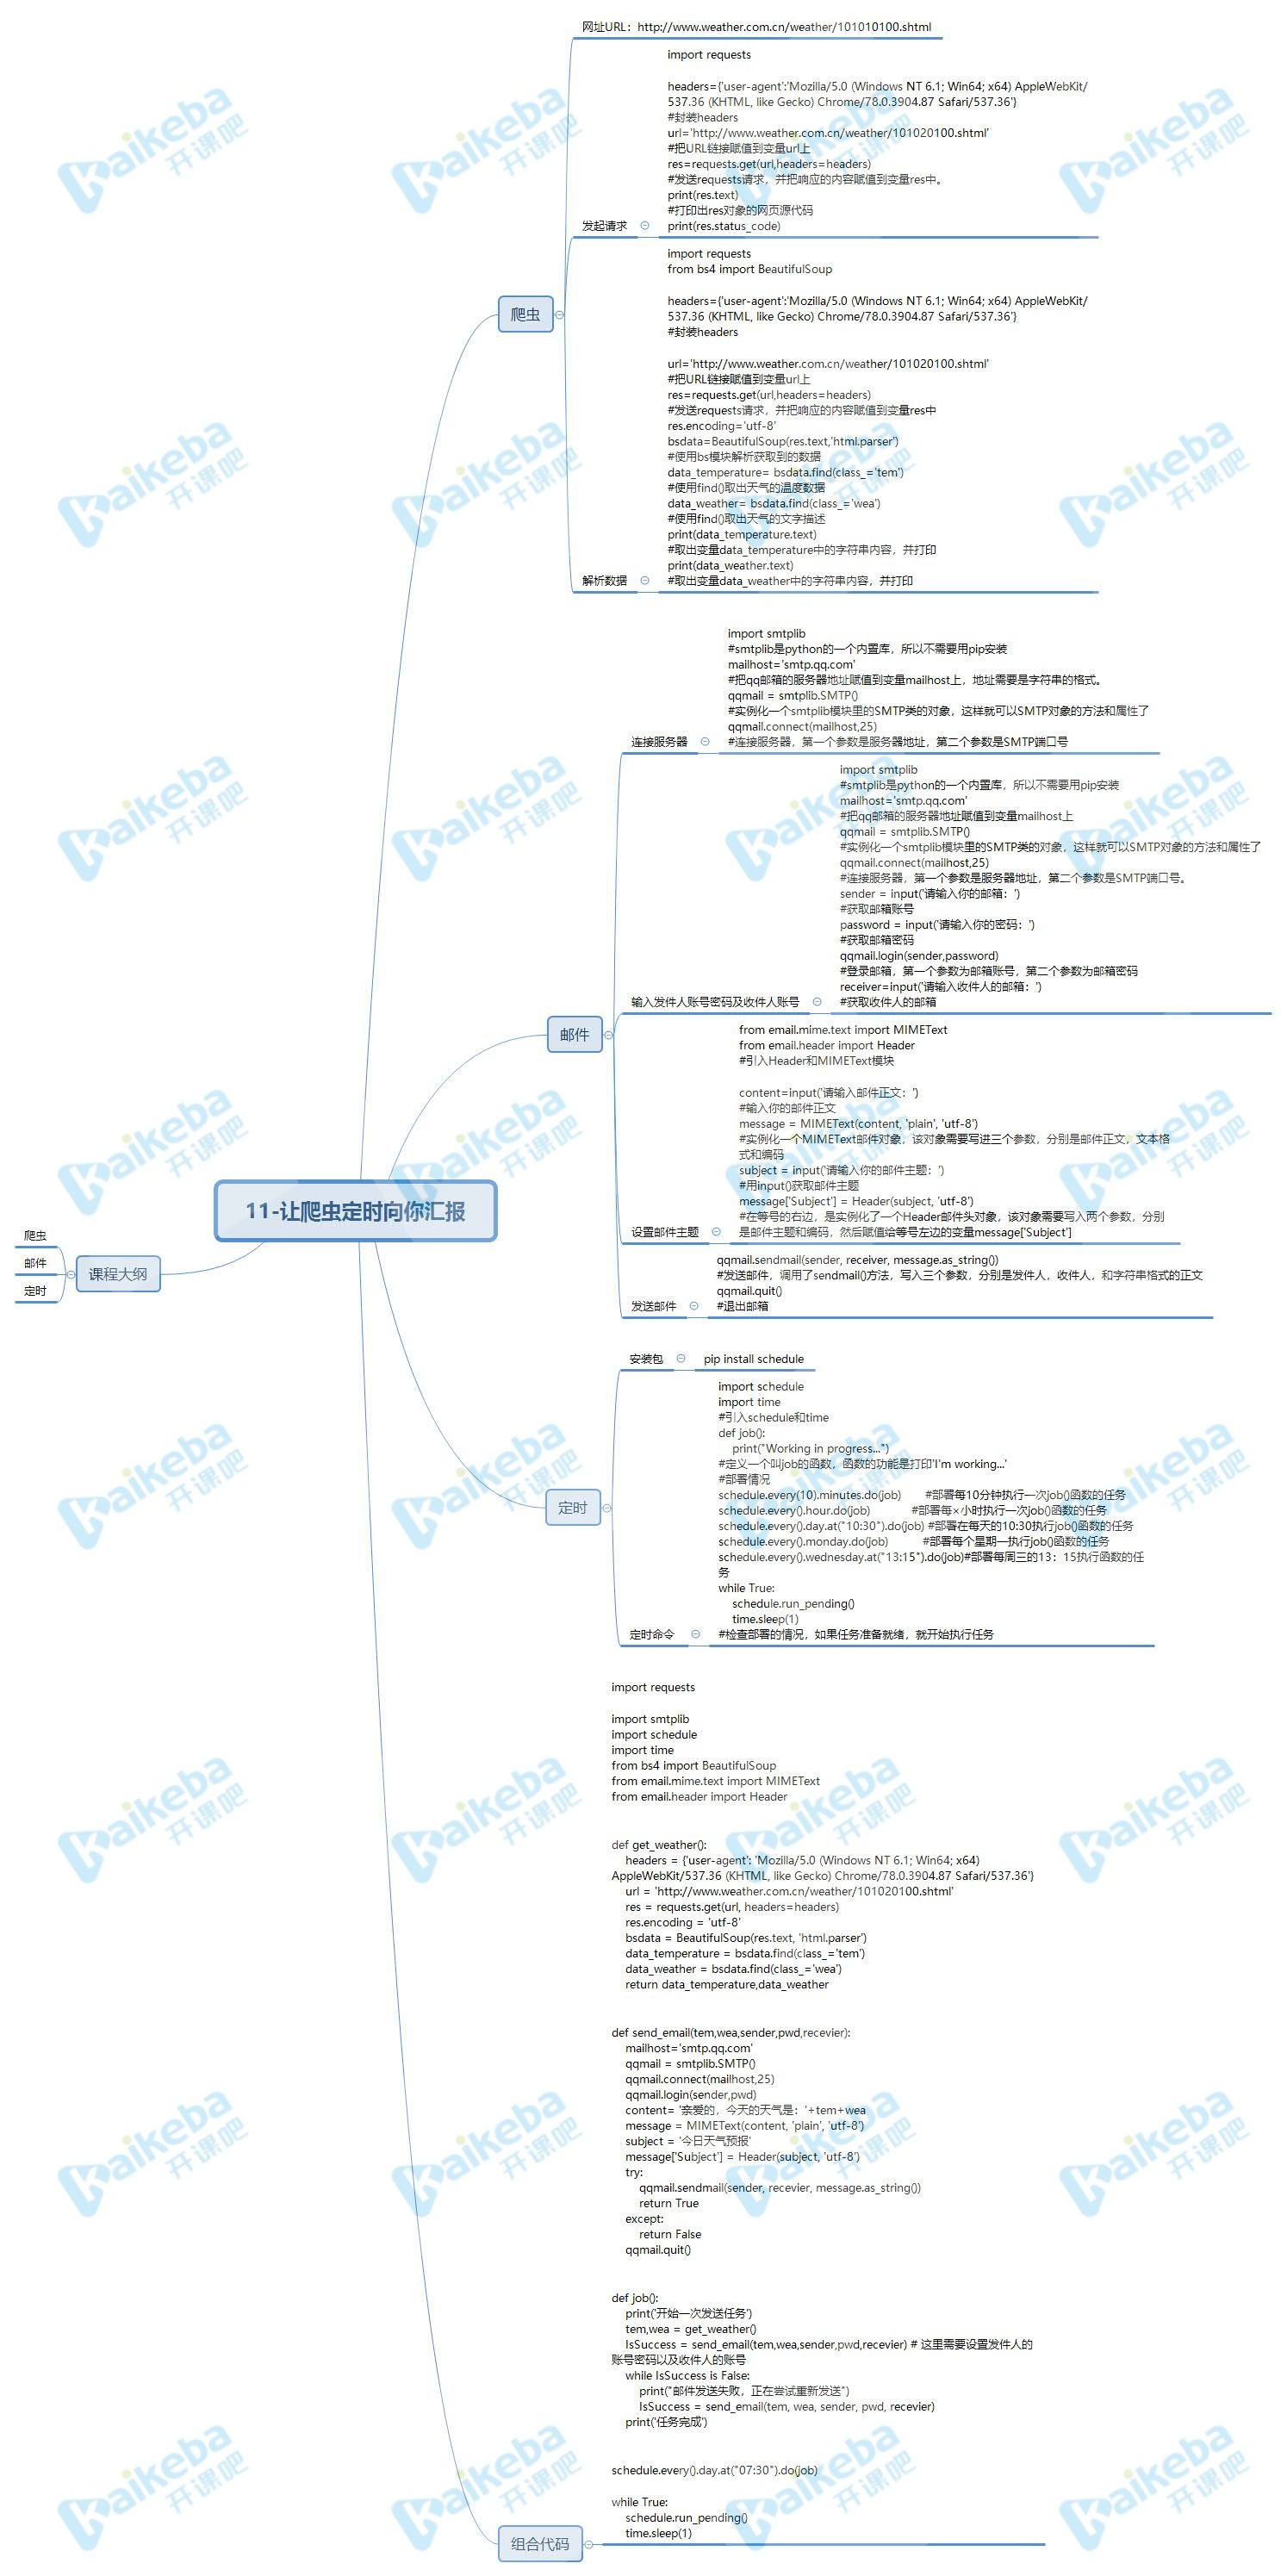 网址URL：http://www.weather.com.cn/weather/101010100.shtml
import requests
headers={'user-agent':'Mozilla/5.0 (Windows NT 6.1; Win64; x64) AppleWebKit/
537.36 (KHTML, like Gecko) Chrome/78.0.3904.87 Safari/537.36'}
#封装headers
url='http://www.weather.com.cn/weather/101020100.shtml'
#把URL链接赋值到变量url上
res=requests.get(url,headers=headers)
#发送requests请求，并把响应的内容赋值到变量res中。
print(res.text)
#打印出res对象的网页源代码
print(res.status_code)
发起请求
import requests
from bs4 import BeautifulSoup
headers={'user-agent':'Mozilla/5.0 (Windows NT 6.1; Win64; x64) AppleWebKit/
537.36 (KHTML, like Gecko) Chrome/78.0.3904.87 Safari/537.36'}
#封装headers
url='http://www.weather.com.cn/weather/101020100.shtml'
#把URL链接赋值到变量url上
res=requests.get(url,headers=headers)
#发送requests请求，并把响应的内容赋值到变量res中
res.encoding='utf-8'
bsdata=BeautifulSoup(res.text,'html.parser')
#使用bs模块解析获取到的数据
data_temperature= bsdata.find(class_='tem')
#使用find()取出天气的温度数据
data_weather= bsdata.find(class_='wea')
#使用find()取出天气的文字描述
print(data_temperature.text)
#取出变量data_temperature中的字符串内容，并打印
print(data_weather.text)
#取出变量data_weather中的字符串内容，并打印
解析数据
爬虫
import smtplib
#smtplib是python的一个内置库，所以不需要用pip安装
mailhost='smtp.qq.com'
#把qq邮箱的服务器地址赋值到变量mailhost上，地址需要是字符串的格式。
qqmail = smtplib.SMTP()
#实例化一个smtplib模块里的SMTP类的对象，这样就可以SMTP对象的方法和属性了
qqmail.connect(mailhost,25)
#连接服务器，第一个参数是服务器地址，第二个参数是SMTP端口号
连接服务器
import smtplib
#smtplib是python的一个内置库，所以不需要用pip安装
mailhost='smtp.qq.com'
#把qq邮箱的服务器地址赋值到变量mailhost上
qqmail = smtplib.SMTP()
#实例化一个smtplib模块里的SMTP类的对象，这样就可以SMTP对象的方法和属性了
qqmail.connect(mailhost,25)
#连接服务器，第一个参数是服务器地址，第二个参数是SMTP端口号。
sender = input('请输入你的邮箱：')
#获取邮箱账号
password = input('请输入你的密码：')
#获取邮箱密码
qqmail.login(sender,password)
#登录邮箱，第一个参数为邮箱账号，第二个参数为邮箱密码
receiver=input('请输入收件人的邮箱：')
#获取收件人的邮箱
输入发件人账号密码及收件人账号
邮件
from email.mime.text import MIMEText
from email.header import Header
#引入Header和MIMEText模块
content=input('请输入邮件正文：')
#输入你的邮件正文
message = MIMEText(content, 'plain', 'utf-8')
#实例化一个MIMEText邮件对象，该对象需要写进三个参数，分别是邮件正文，文本格
式和编码
subject = input('请输入你的邮件主题：')
#用input()获取邮件主题
message['Subject'] = Header(subject, 'utf-8')
#在等号的右边，是实例化了一个Header邮件头对象，该对象需要写入两个参数，分别
是邮件主题和编码，然后赋值给等号左边的变量message['Subject']
设置邮件主题
qqmail.sendmail(sender, receiver, message.as_string())
#发送邮件，调用了sendmail()方法，写入三个参数，分别是发件人，收件人，和字符串格式的正文
qqmail.quit()
#退出邮箱
发送邮件
11-让爬虫定时向你汇报
课程大纲
爬虫
邮件
定时
安装包
pip install schedule
import schedule
import time
#引入schedule和time
def job():
    print("Working in progress...")
#定义一个叫job的函数，函数的功能是打印'I'm working...'
#部署情况
schedule.every(10).minutes.do(job)       #部署每10分钟执行一次job()函数的任务
schedule.every().hour.do(job)            #部署每×小时执行一次job()函数的任务
schedule.every().day.at("10:30").do(job) #部署在每天的10:30执行job()函数的任务
schedule.every().monday.do(job)          #部署每个星期一执行job()函数的任务
schedule.every().wednesday.at("13:15").do(job)#部署每周三的13：15执行函数的任
务
while True:
    schedule.run_pending()
    time.sleep(1)
#检查部署的情况，如果任务准备就绪，就开始执行任务
定时命令
定时
import requests
import smtplib
import schedule
import time
from bs4 import BeautifulSoup
from email.mime.text import MIMEText
from email.header import Header
def get_weather():
    headers = {'user-agent': 'Mozilla/5.0 (Windows NT 6.1; Win64; x64)
AppleWebKit/537.36 (KHTML, like Gecko) Chrome/78.0.3904.87 Safari/537.36'}
    url = 'http://www.weather.com.cn/weather/101020100.shtml'
    res = requests.get(url, headers=headers)
    res.encoding = 'utf-8'
    bsdata = BeautifulSoup(res.text, 'html.parser')
    data_temperature = bsdata.find(class_='tem')
    data_weather = bsdata.find(class_='wea')
    return data_temperature,data_weather
def send_email(tem,wea,sender,pwd,recevier):
    mailhost='smtp.qq.com'
    qqmail = smtplib.SMTP()
    qqmail.connect(mailhost,25)
    qqmail.login(sender,pwd)
    content= '亲爱的，今天的天气是：'+tem+wea
    message = MIMEText(content, 'plain', 'utf-8')
    subject = '今日天气预报'
    message['Subject'] = Header(subject, 'utf-8')
    try:
        qqmail.sendmail(sender, recevier, message.as_string())
        return True
    except:
        return False
    qqmail.quit()
def job():
    print('开始一次发送任务')
    tem,wea = get_weather()
    IsSuccess = send_email(tem,wea,sender,pwd,recevier) # 这里需要设置发件人的
账号密码以及收件人的账号
    while IsSuccess is False:
        print("邮件发送失败，正在尝试重新发送")
        IsSuccess = send_email(tem, wea, sender, pwd, recevier)
    print('任务完成')
schedule.every().day.at("07:30").do(job)
while True:
    schedule.run_pending()
    time.sleep(1)
组合代码